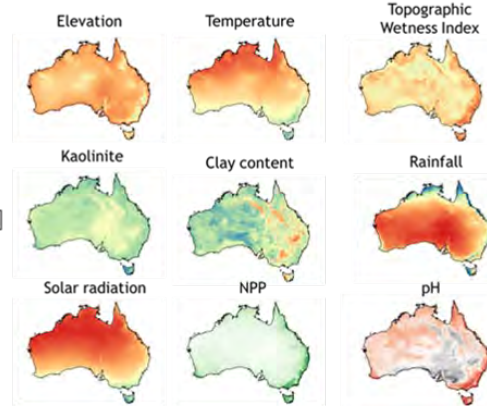 Elevation
Temperature
Topographic
Wetness Index
Kaolinite
Clay content
Rainfall
Solar radiation
NPP
pH